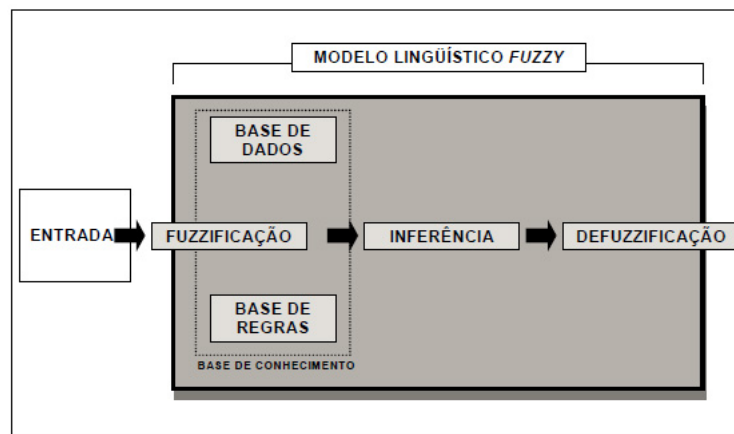 MODELO LINGÜÍSTICO FUZZY
BASE DE
DADOS
ENTRADA
FUZZIFICAÇÃO
INFERÊNCIA
DEFUZZIFICAÇÃO
BASE DE
REGRAS
BASE DE CONHECIMENTO